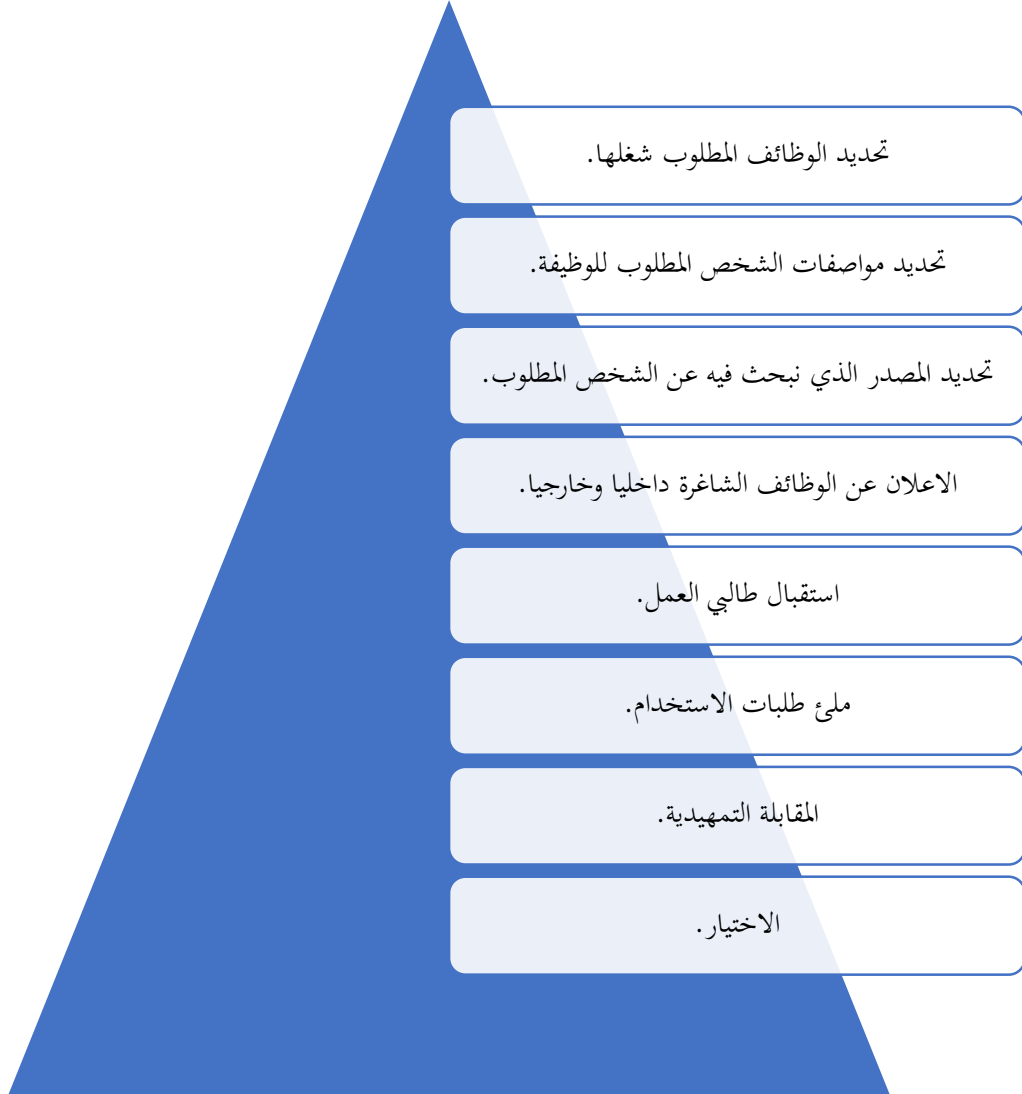 تحديد الوظائف المطلوب شغلها.
تحديد مواصفات الشخص المطلوب للوظيفة.
تحديد المصدر الذي نبحث فيه عن الشخص المطلوب.
الاعلان عن الوظائف الشاغرة داخليا وخارجيا.
استقبال طالبي العمل.
ملئ طلبات الاستخدام.
المقابلة التمهيدية.
الاختيار.